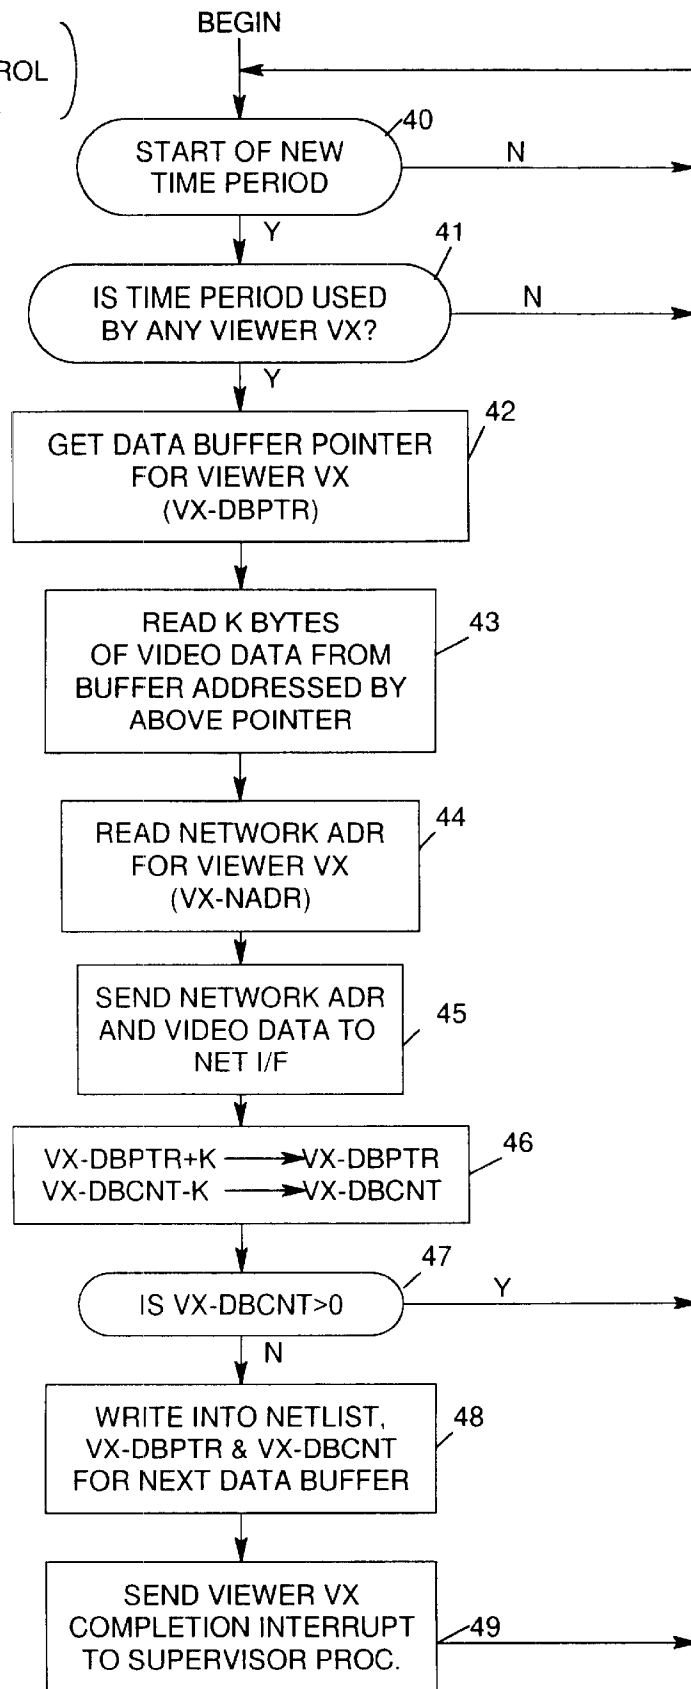 BEGIN
ROL
40
START OF NEW
TIME PERIOD
N
Y
41
IS TIME PERIOD USED
BY ANY VIEWER VX?
N
Y
42
GET DATA BUFFER POINTER
FOR VIEWER VX
(VX-DBPTR)
43
READ K BYTES
OF VIDEO DATA FROM
BUFFER ADDRESSED BY
ABOVE POINTER
44
READ NETWORK ADR
FOR VIEWER VX
(VX-NADR)
45
SEND NETWORK ADR
AND VIDEO DATA TO
NET I/F
46
VX-DBPTR+K VX-DBPTR
VX-DBCNT-K VX-DBCNT
47
IS VX-DBCNT>0
Y
N
48
WRITE INTO NETLIST,
VX-DBPTR & VX-DBCNT
FOR NEXT DATA BUFFER
49
SEND VIEWER VX
COMPLETION INTERRUPT
TO SUPERVISOR PROC.